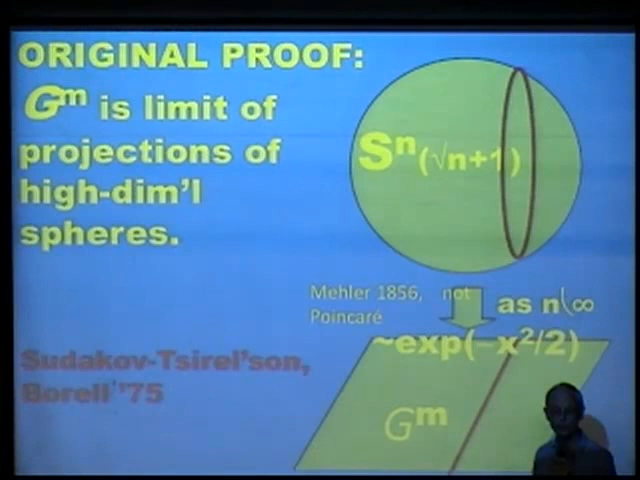 ORIGINAL PROOF:
Gᵐ is limit of
projections of
high-dim'l
spheres.
Sⁿ(√n+1)
Mehler 1856, not
Poincaré
as n\∞
~exp(-x²/2)
Sudakov-Tsirel'son,
Borell '75
Gᵐ